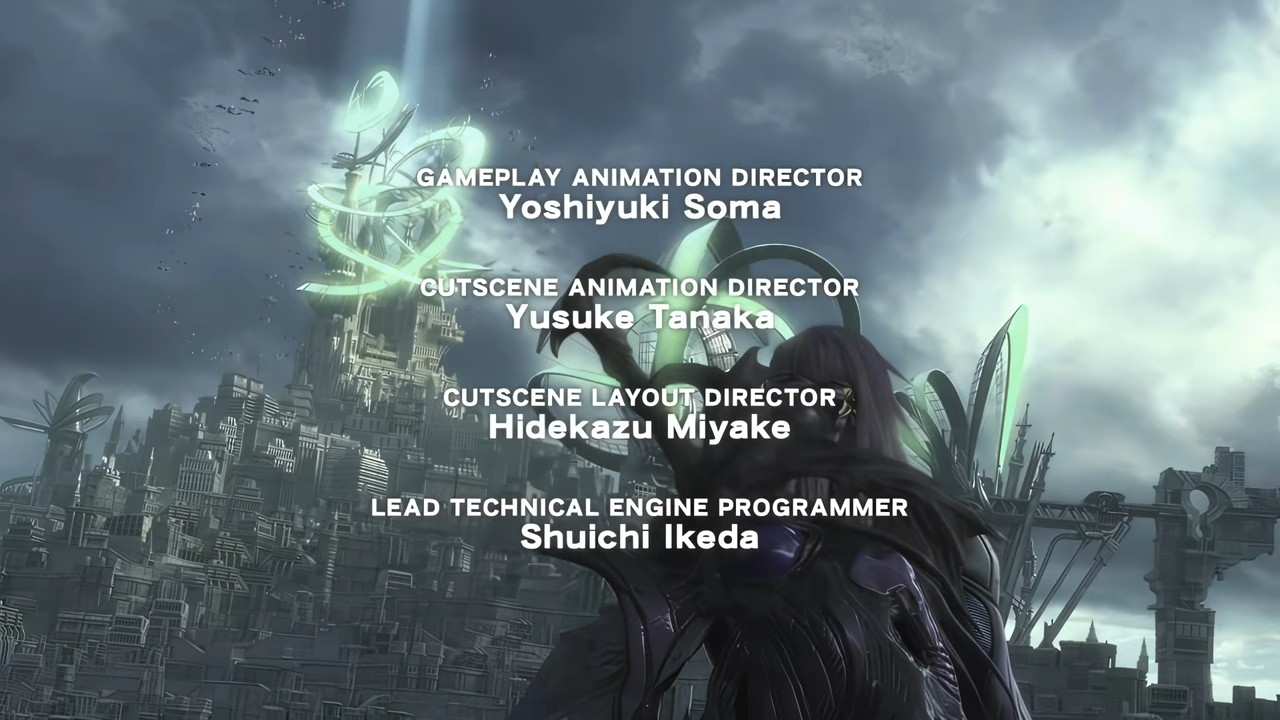 GAMEPLAY ANIMATION DIRECTOR
Yoshiyuki Soma
CUTSCENE ANIMATION DIRECTOR
Yusuke Tanaka
CUTSCENE LAYOUT DIRECTOR
Hidekazu Miyake
LEAD TECHNICAL ENGINE PROGRAMMER
Shuichi Ikeda